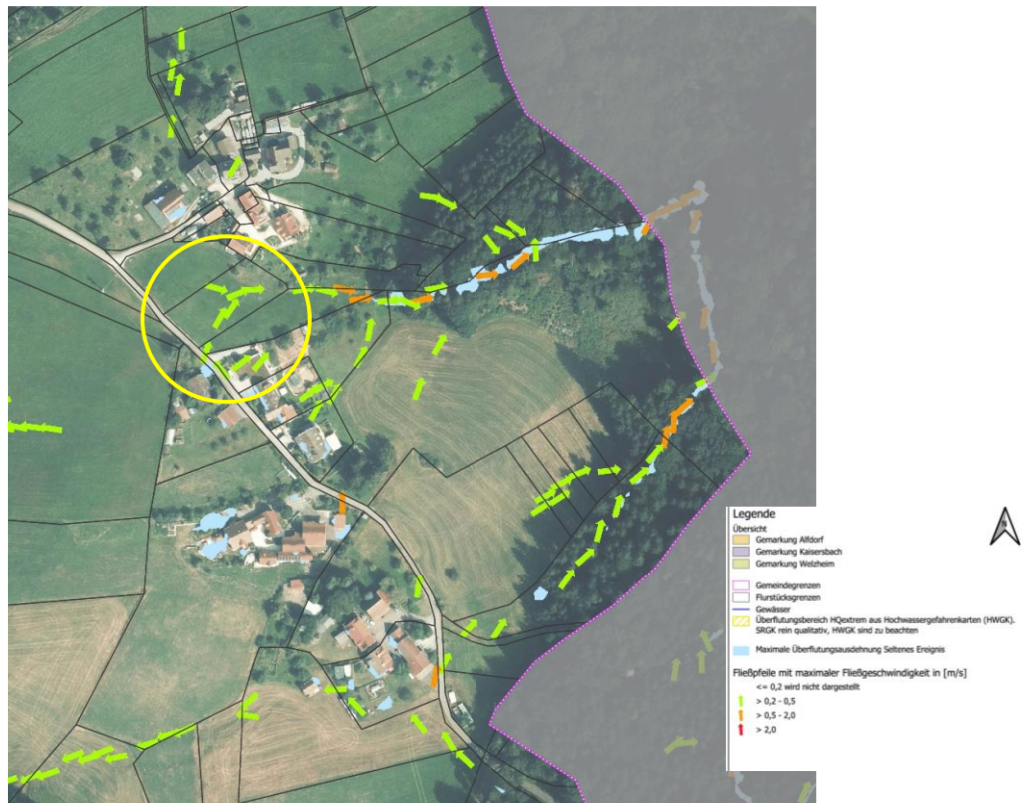 Legende
Übersicht
Gemarkung Alfdorf
Gemarkung Kaisersbach
Gemarkung Welzheim
Gemeindegrenzen
Flurstücksgrenzen
Gewässer
Überflutungsbereich HQextrem aus Hochwassergefahrenkarten (HWGK).
SRGK rein qualitativ, HWGK sind zu beachten
Maximale Überflutungsausdehnung Seltenes Ereignis
Fließpfeile mit maximaler Fließgeschwindigkeit in [m/s]
<= 0,2 wird nicht dargestellt
> 0,2 - 0,5
> 0,5 - 2,0
> 2,0
N